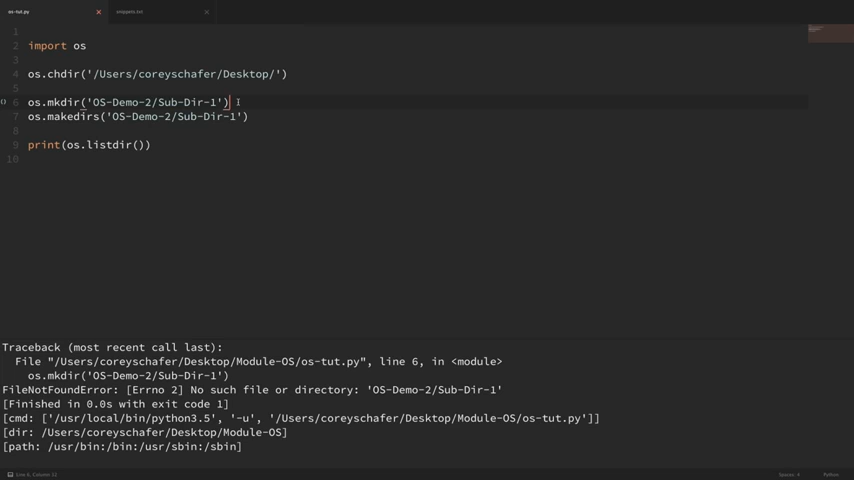 os-tut.py
snippets.txt
1
2 import os
3
4 os.chdir('/Users/coreyschafer/Desktop/')
5
6 os.mkdir('OS-Demo-2/Sub-Dir-1')
7 os.makedirs('OS-Demo-2/Sub-Dir-1')
8
9 print(os.listdir())
10
Traceback (most recent call last):
File "/Users/coreyschafer/Desktop/Module-OS/os-tut.py", line 6, in <module>
os.mkdir('OS-Demo-2/Sub-Dir-1')
FileNotFoundError: [Errno 2] No such file or directory: 'OS-Demo-2/Sub-Dir-1'
[Finished in 0.0s with exit code 1]
[cmd: ['/usr/local/bin/python3.5', '-u', '/Users/coreyschafer/Desktop/Module-OS/os-tut.py']]
[dir: /Users/coreyschafer/Desktop/Module-OS]
[path: /usr/bin:/bin:/usr/sbin:/sbin]
Line 6, Column 32
Spaces: 4
Python